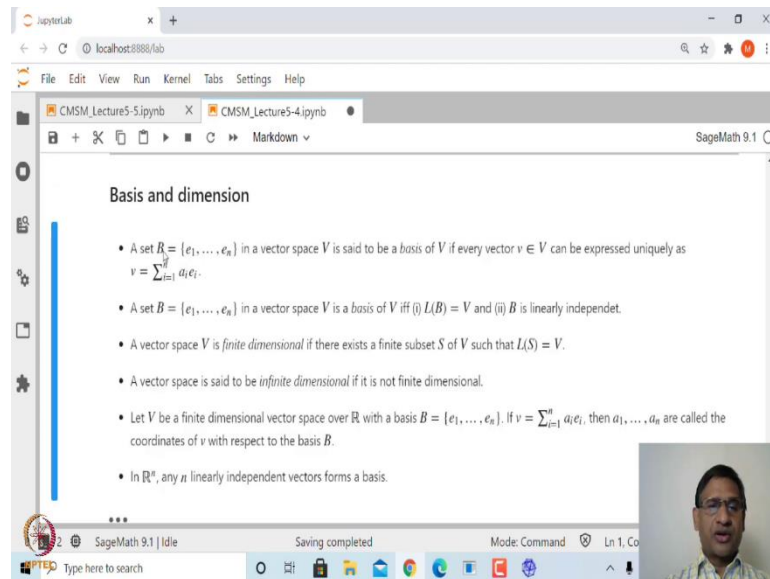 JupyterLab
localhost:8888/lab
File Edit View Run Kernel Tabs Settings Help
CMSM_Lecture5-5.ipynb CMSM_Lecture5-4.ipynb
Markdown SageMath 9.1
Basis and dimension
• A set B = {e₁, … , eₙ} in a vector space V is said to be a basis of V if every vector v ∈ V can be expressed uniquely as
v = ∑ⁿᵢ₌₁ aᵢeᵢ.
• A set B = {e₁, … , eₙ} in a vector space V is a basis of V iff (i) L(B) = V and (ii) B is linearly independet.
• A vector space V is finite dimensional if there exists a finite subset S of V such that L(S) = V.
• A vector space is said to be infinite dimensional if it is not finite dimensional.
• Let V be a finite dimensional vector space over ℝ with a basis B = {e₁, … , eₙ}. If v = ∑ⁿᵢ₌₁ aᵢeᵢ, then a₁, … , aₙ are called the
coordinates of v with respect to the basis B.
• In ℝⁿ, any n linearly independent vectors forms a basis.
2 SageMath 9.1 | Idle Saving completed Mode: Command Ln 1, Co
NPTEL Type here to search